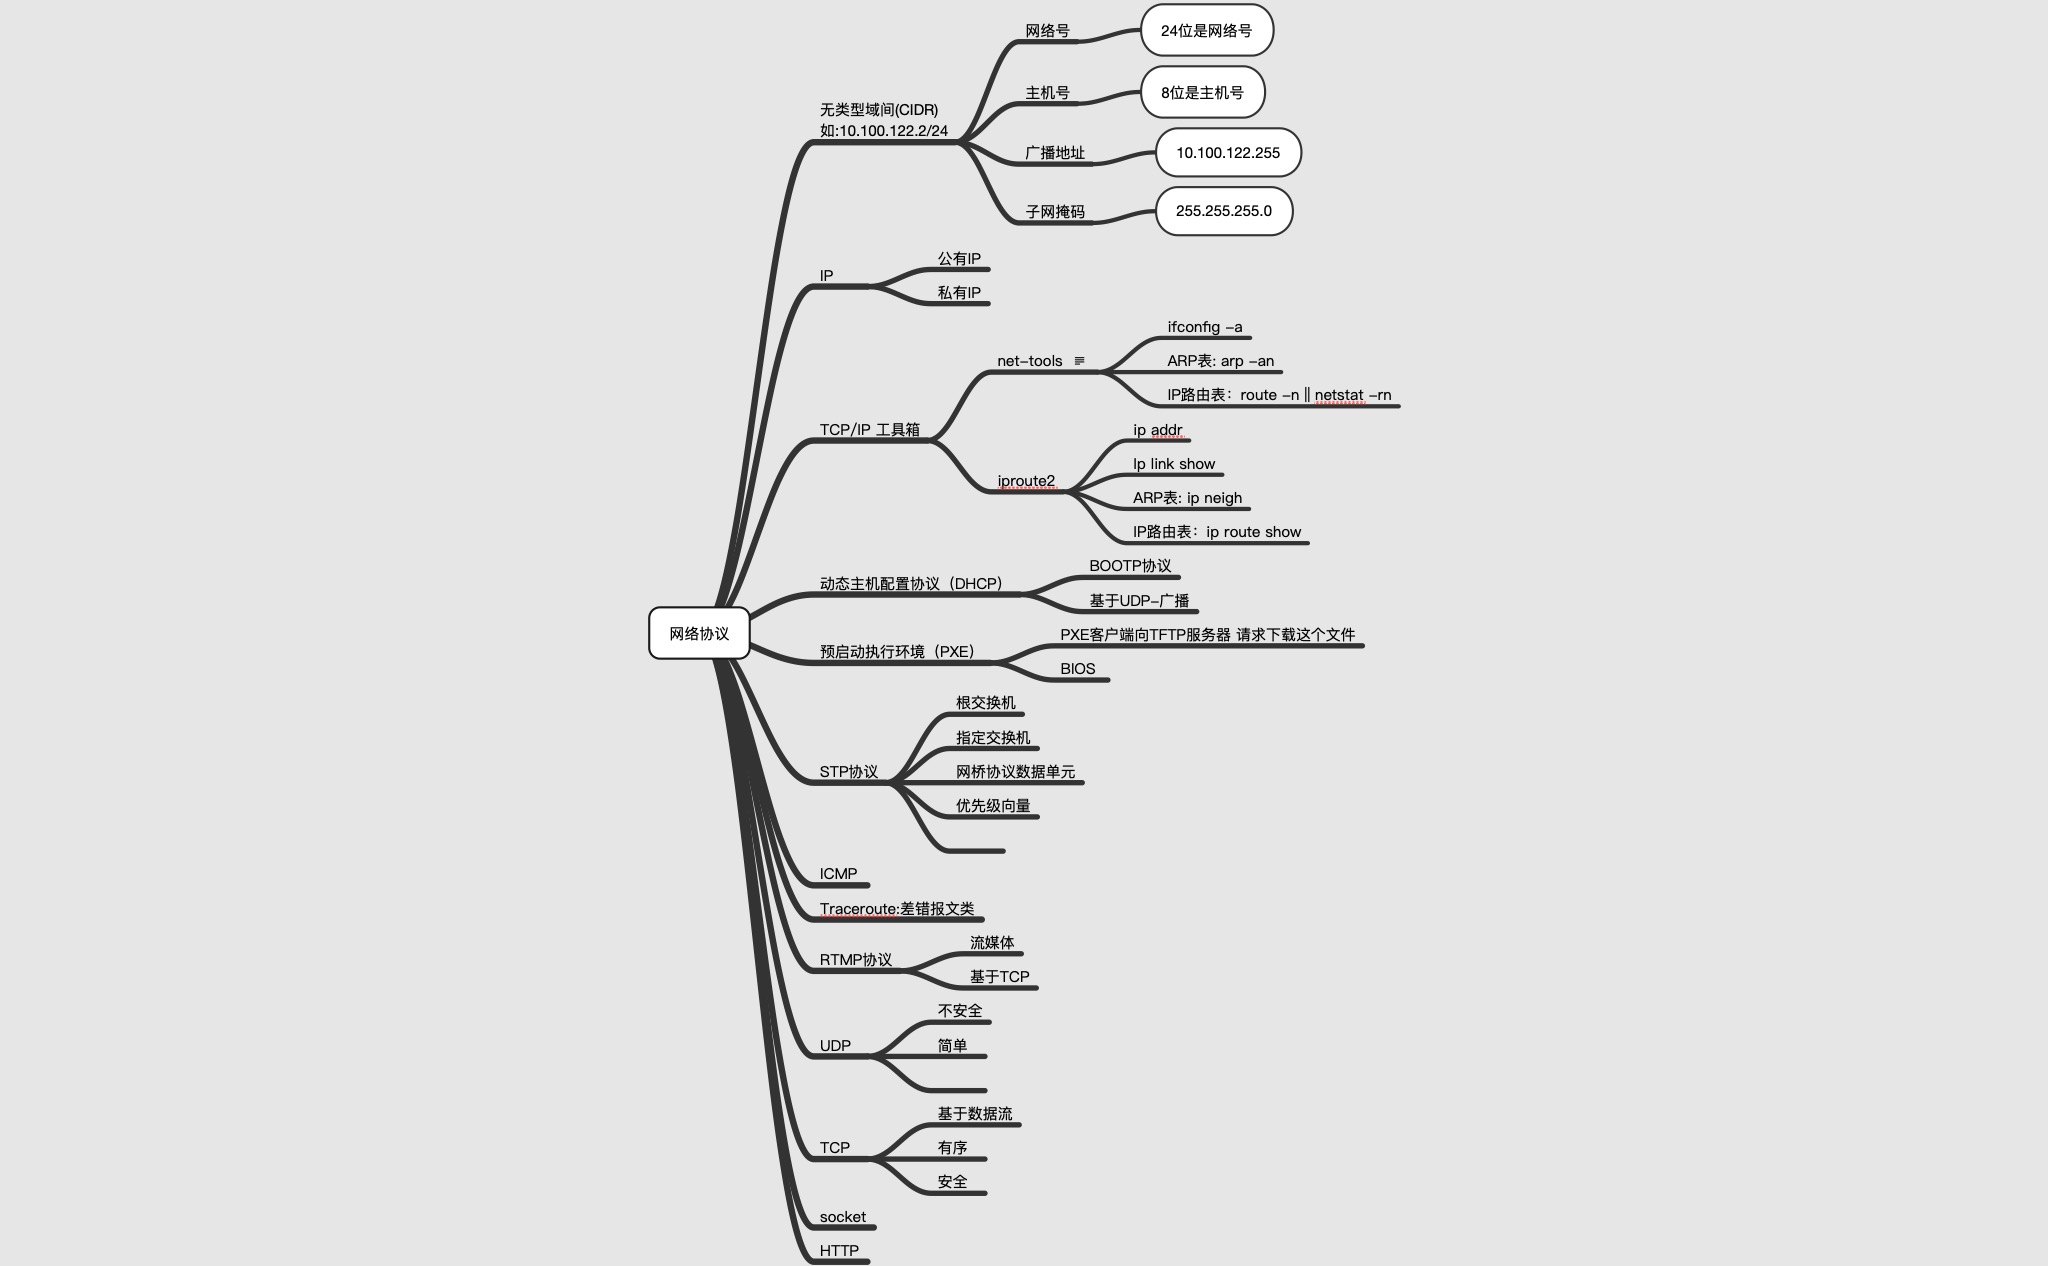 网络协议
无类型域间(CIDR)
如:10.100.122.2/24
网络号
24位是网络号
主机号
8位是主机号
广播地址
10.100.122.255
子网掩码
255.255.255.0
IP
公有IP
私有IP
TCP/IP 工具箱
net-tools
ifconfig -a
ARP表: arp -an
IP路由表：route -n || netstat -rn
iproute2
ip addr
Ip link show
ARP表: ip neigh
IP路由表：ip route show
动态主机配置协议（DHCP）
BOOTP协议
基于UDP-广播
预启动执行环境（PXE）
PXE客户端向TFTP服务器 请求下载这个文件
BIOS
STP协议
根交换机
指定交换机
网桥协议数据单元
优先级向量
ICMP
Traceroute:差错报文类
RTMP协议
流媒体
基于TCP
UDP
不安全
简单
TCP
基于数据流
有序
安全
socket
HTTP